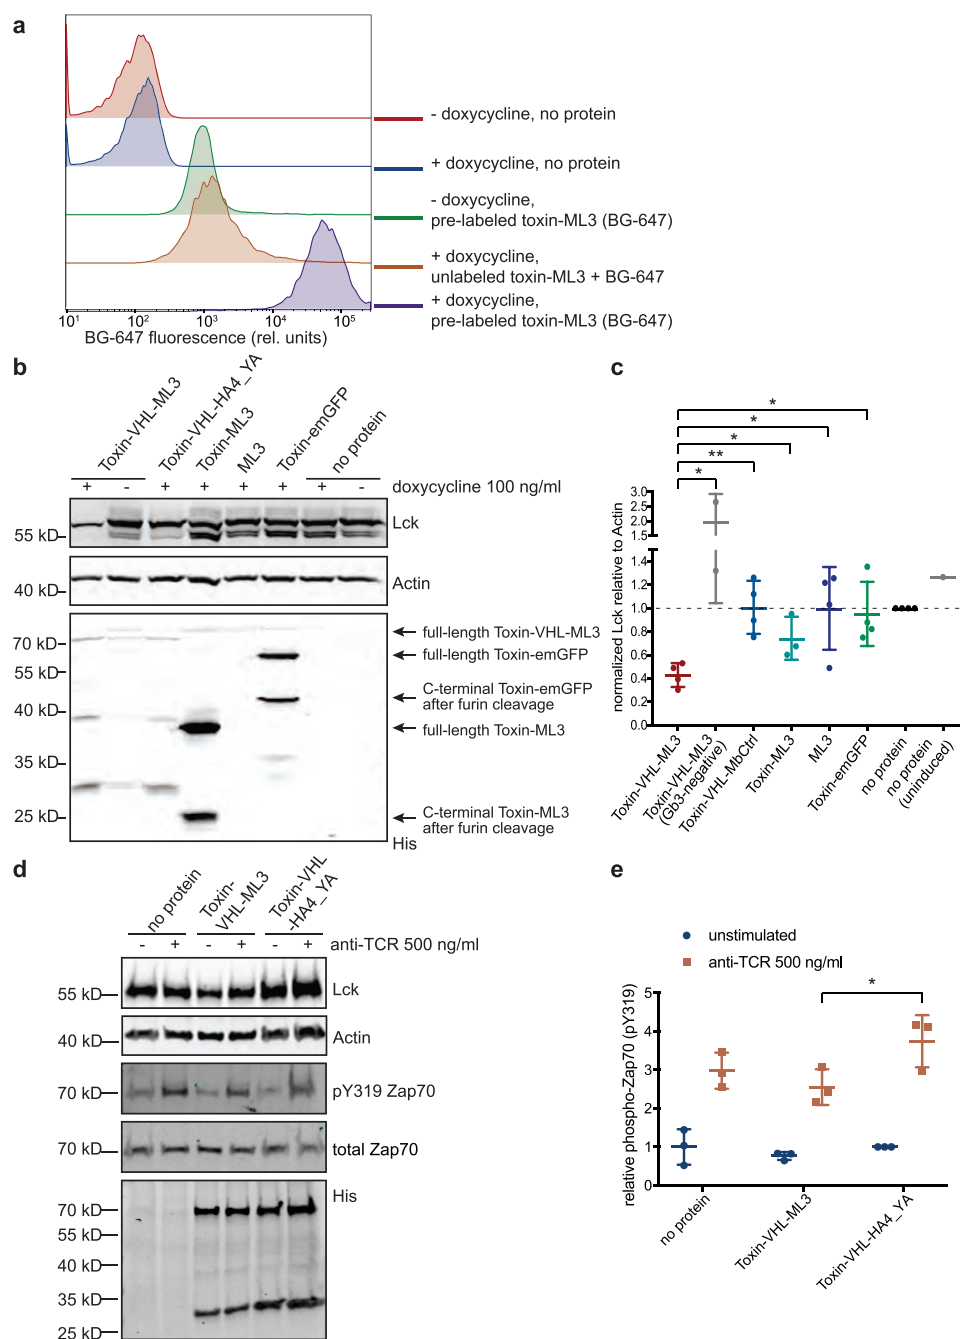 a
- doxycycline, no protein
+ doxycycline, no protein
- doxycycline,
pre-labeled toxin-ML3 (BG-647)
+ doxycycline,
unlabeled toxin-ML3 + BG-647
+ doxycycline,
pre-labeled toxin-ML3 (BG-647)
10¹ 10² 10³ 10⁴ 10⁵
BG-647 fluorescence (rel. units)
b
Toxin-VHL-ML3
Toxin-VHL-HA4_YA
Toxin-ML3
ML3
Toxin-emGFP
no protein
+ - + + + + + - doxycycline 100 ng/ml
55 kD
Lck
40 kD
Actin
70 kD
55 kD
40 kD
35 kD
25 kD
full-length Toxin-VHL-ML3
full-length Toxin-emGFP
C-terminal Toxin-emGFP
after furin cleavage
full-length Toxin-ML3
C-terminal Toxin-ML3
after furin cleavage
His
c
*
*
*
**
*
normalized Lck relative to Actin
3.0
2.5
2.0
1.5
1.2
1.0
0.8
0.6
0.4
0.2
0.0
Toxin-VHL-ML3
Toxin-VHL-ML3
(Gb3-negative)
Toxin-VHL-MbCtrl
Toxin-ML3
ML3
Toxin-emGFP
no protein
no protein
(uninduced)
d
no protein
Toxin-
VHL-ML3
Toxin-VHL
-HA4_YA
- + - + - + anti-TCR 500 ng/ml
55 kD
Lck
40 kD
Actin
70 kD
pY319 Zap70
70 kD
total Zap70
His
70 kD
55 kD
40 kD
35 kD
25 kD
e
unstimulated
anti-TCR 500 ng/ml
*
relative phospho-Zap70 (pY319)
5
4
3
2
1
0
no protein
Toxin-VHL-ML3
Toxin-VHL-HA4_YA